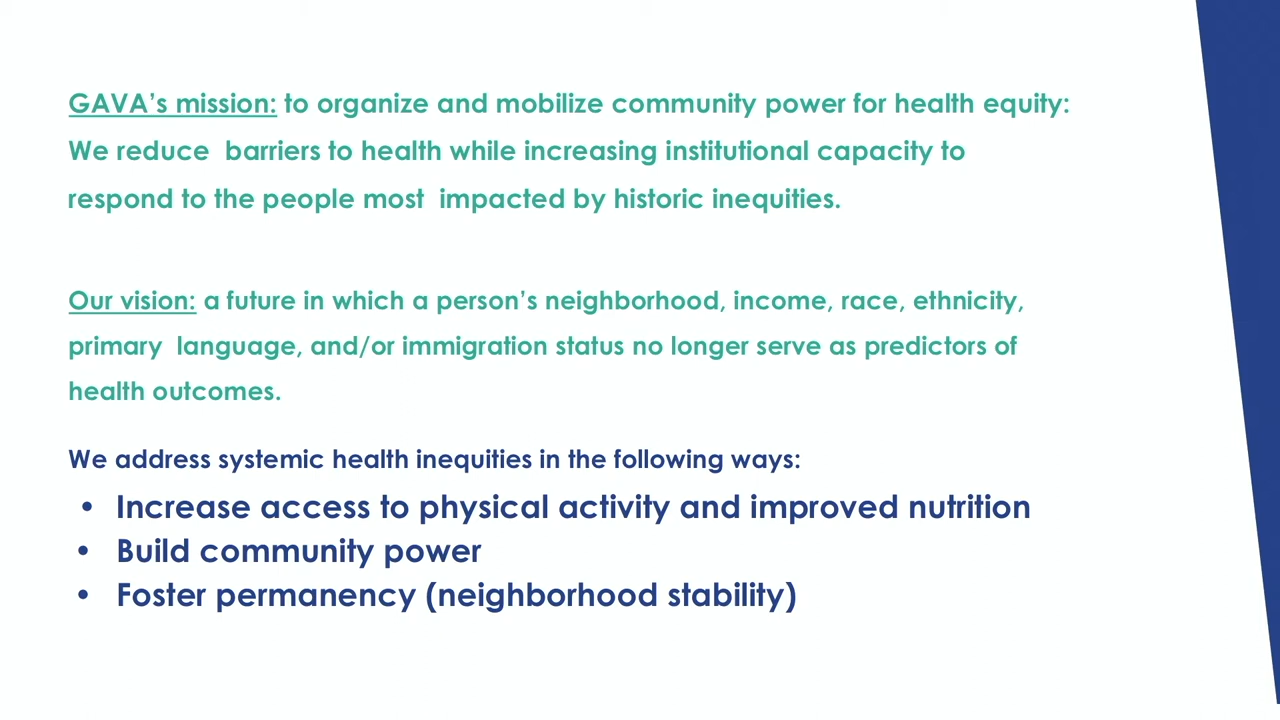 GAVA's mission: to organize and mobilize community power for health equity:
We reduce  barriers to health while increasing institutional capacity to
respond to the people most  impacted by historic inequities.
Our vision: a future in which a person's neighborhood, income, race, ethnicity,
primary  language, and/or immigration status no longer serve as predictors of
health outcomes.
We address systemic health inequities in the following ways:
• Increase access to physical activity and improved nutrition
• Build community power
• Foster permanency (neighborhood stability)